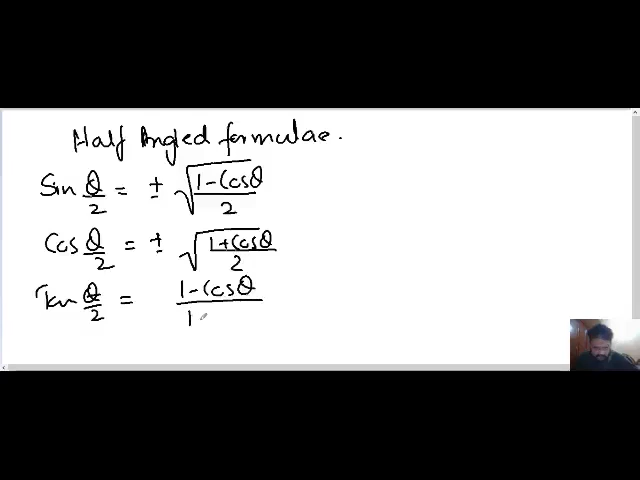 Half Angled formulae.
Sin θ/2 = ± √(1-Cosθ/2)
Cos θ/2 = ± √(1+Cosθ/2)
Tan θ/2 = 1-Cosθ/1